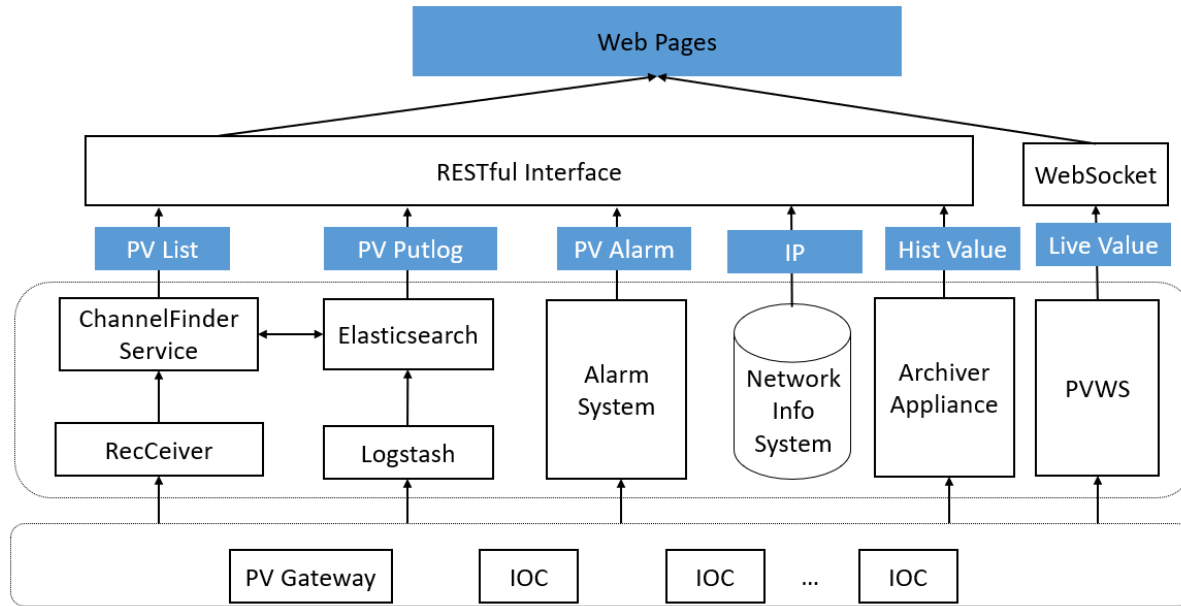 Web Pages
RESTful Interface
WebSocket
PV List
PV Putlog
PV Alarm
IP
Hist Value
Live Value
ChannelFinder
Service
Elasticsearch
Alarm
System
Network
Info
System
Archiver
Appliance
PVWS
RecCeiver
Logstash
PV Gateway
IOC
IOC
...
IOC